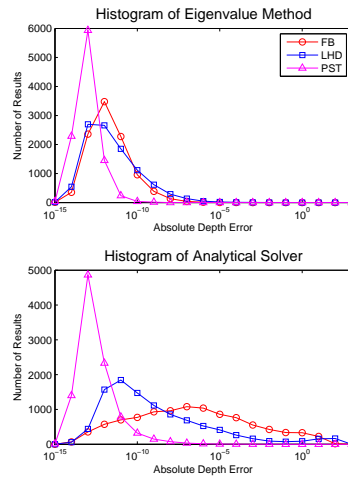 Histogram of Eigenvalue Method
6000
5000
4000
3000
2000
1000
0
Number of Results
FB
LHD
PST
10^-15
10^-10
10^-5
10^0
Absolute Depth Error
Histogram of Analytical Solver
5000
4000
3000
2000
1000
0
Number of Results
10^-15
10^-10
10^-5
10^0
Absolute Depth Error